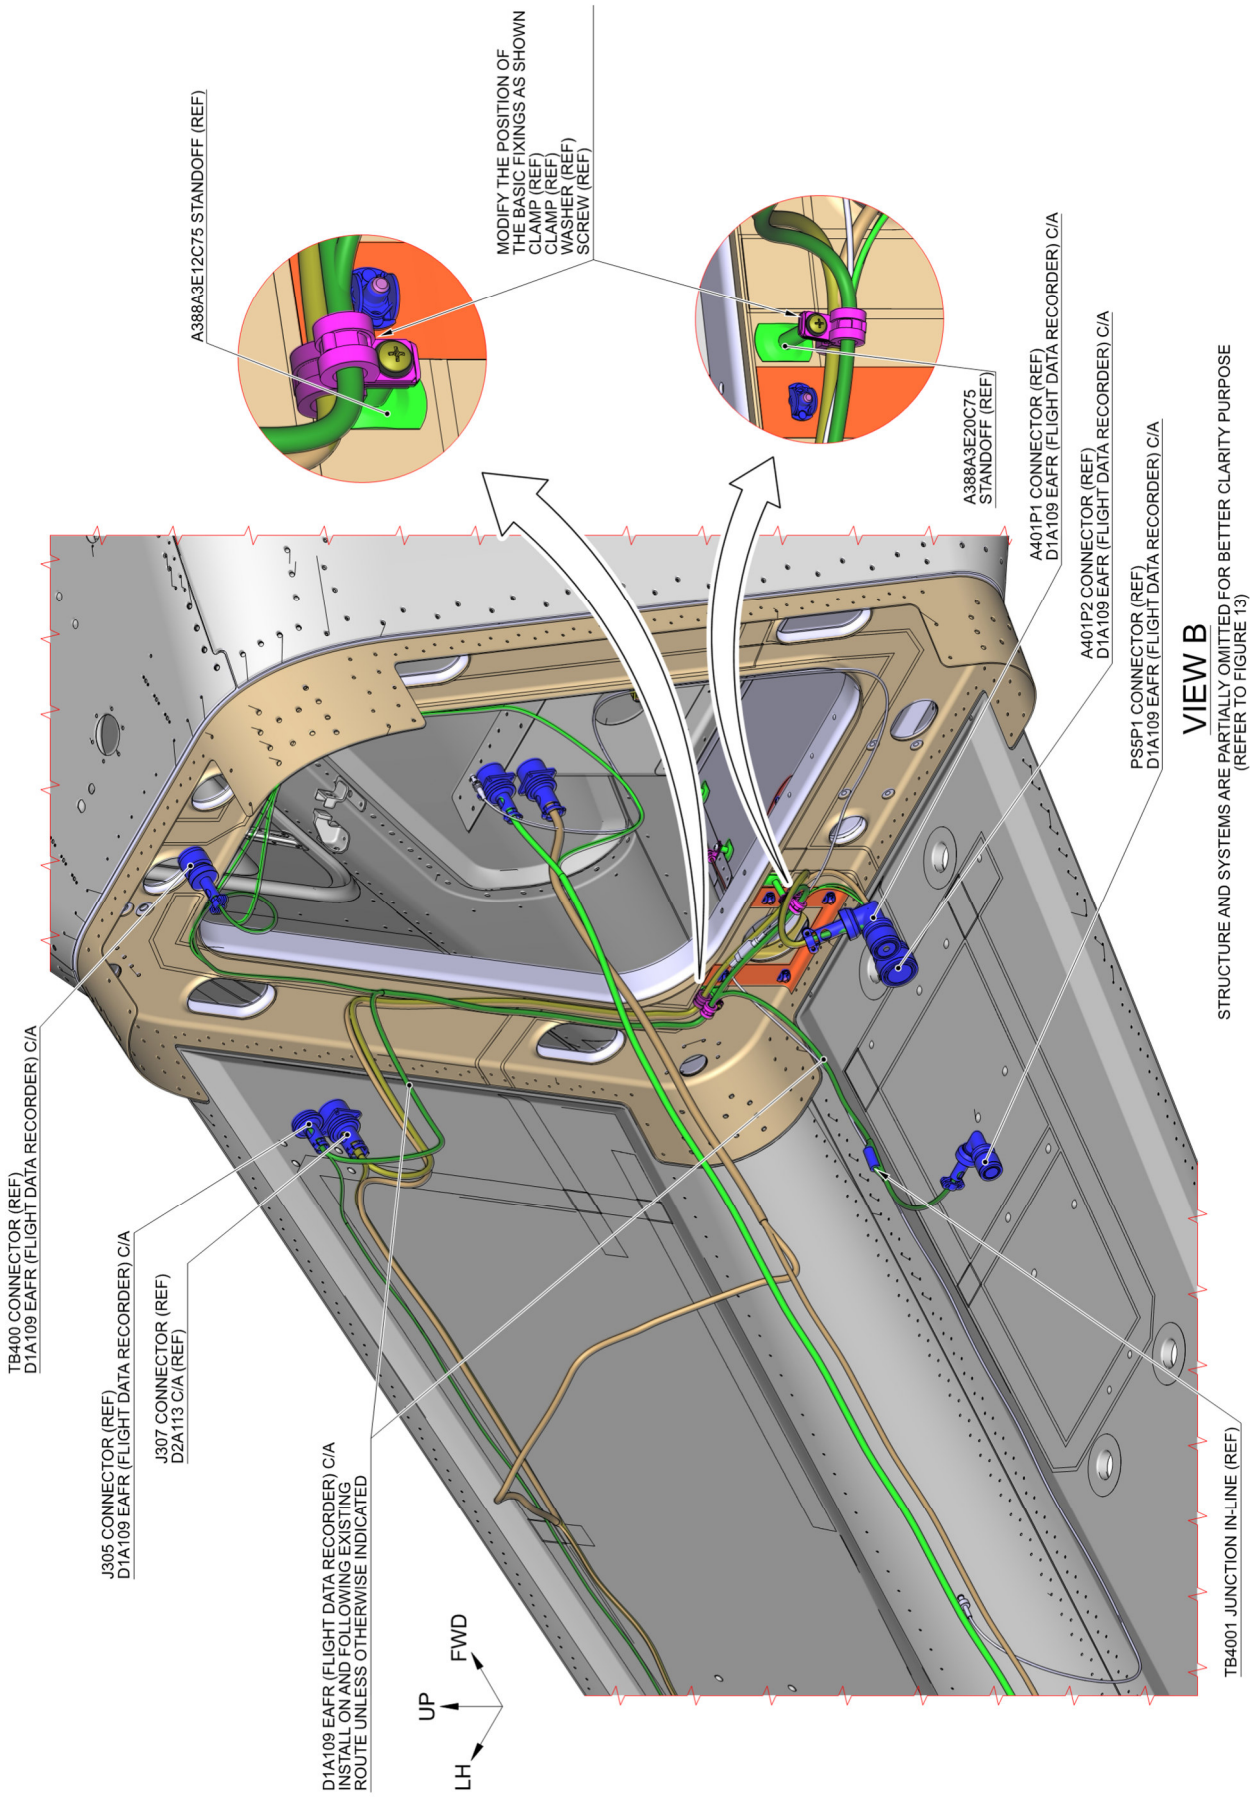 TB400 CONNECTOR (REF)
D1A109 EAFR (FLIGHT DATA RECORDER) C/A
J305 CONNECTOR (REF)
D1A109 EAFR (FLIGHT DATA RECORDER) C/A
J307 CONNECTOR (REF)
D2A113 C/A (REF)
D1A109 EAFR (FLIGHT DATA RECORDER) C/A
INSTALL ON AND FOLLOWING EXISTING
ROUTE UNLESS OTHERWISE INDICATED
UP
FWD
LH
A388A3E12C75 STANDOFF (REF)
MODIFY THE POSITION OF
THE BASIC FIXINGS AS SHOWN
CLAMP (REF)
CLAMP (REF)
WASHER (REF)
SCREW (REF)
A388A3E20C75
STANDOFF (REF)
A401P1 CONNECTOR (REF)
D1A109 EAFR (FLIGHT DATA RECORDER) C/A
A401P2 CONNECTOR (REF)
D1A109 EAFR (FLIGHT DATA RECORDER) C/A
PS5P1 CONNECTOR (REF)
D1A109 EAFR (FLIGHT DATA RECORDER) C/A
TB4001 JUNCTION IN-LINE (REF)
VIEW B
STRUCTURE AND SYSTEMS ARE PARTIALLY OMITTED FOR BETTER CLARITY PURPOSE
(REFER TO FIGURE 13)